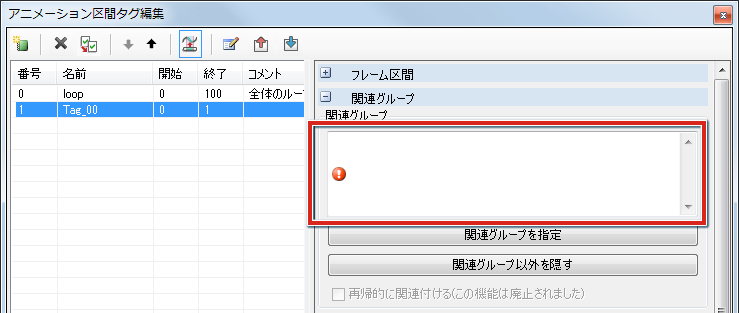 アニメーション区間タグ編集
番号 名前 開始 終了 コメント
0 loop 0 100 全体のルー
1 Tag_00 0 1
フレーム区間
関連グループ
関連グループ
関連グループを指定
関連グループ以外を隠す
再帰的に関連付ける(この機能は廃止されました)